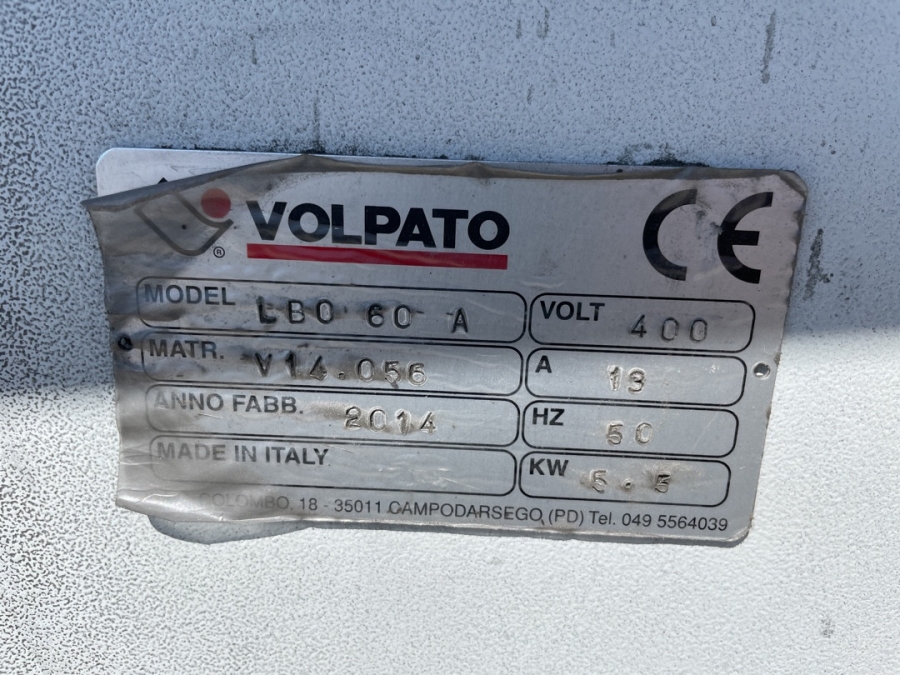 VOLPATO
®
CE
MODEL LBO 60 A
VOLT 400
MATR. V14.056
A 13
ANNO FABB. 2014
HZ 50
MADE IN ITALY
KW 5.5
COLOMBO, 18 - 35011 CAMPODARSEGO (PD) Tel. 049 5564039